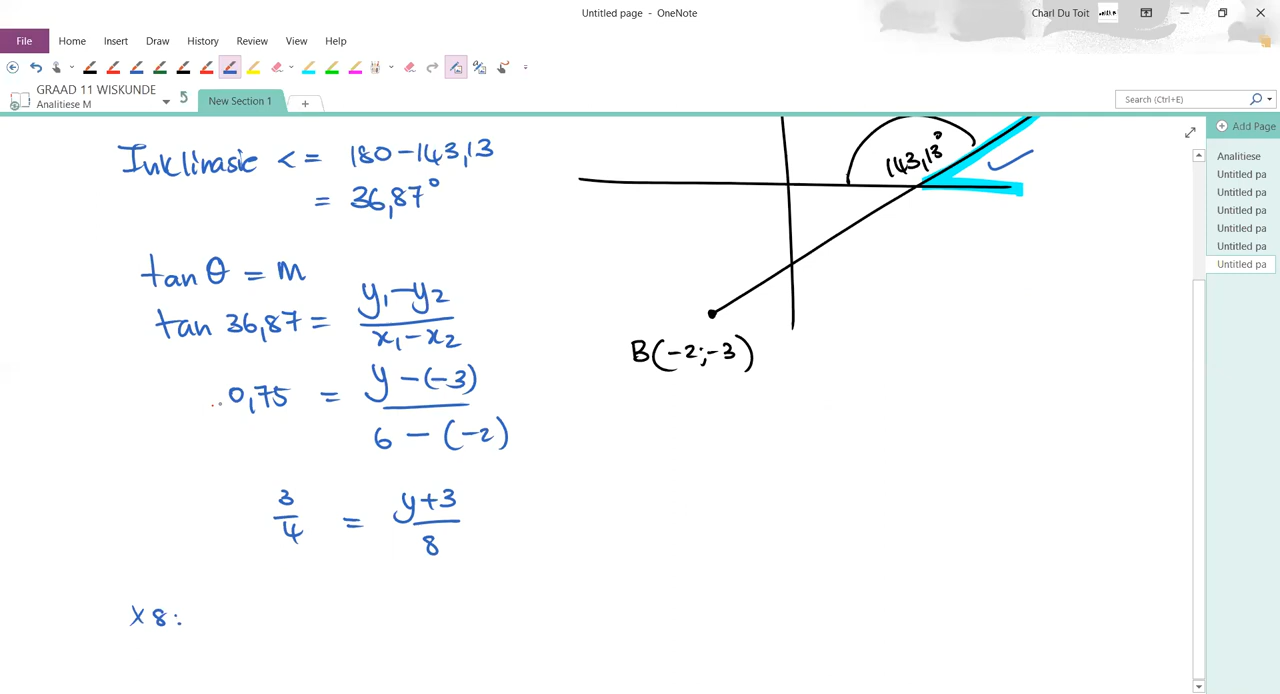 Untitled page - OneNote
Charl Du Toit
File Home Insert Draw History Review View Help
GRAAD 11 WISKUNDE
Analitiese M
New Section 1
Search (Ctrl+E)
Add Page
Analitiese
Untitled pa
Untitled pa
Untitled pa
Untitled pa
Untitled pa
Untitled pa
Inklinasie < = 180 - 143,13
= 36,87°
tan θ = m
tan 36,87 = y₁ - y₂ / x₁ - x₂
0,75 = y - (-3) / 6 - (-2)
3/4 = y + 3 / 8
× 8:
143,13°
B(-2;-3)